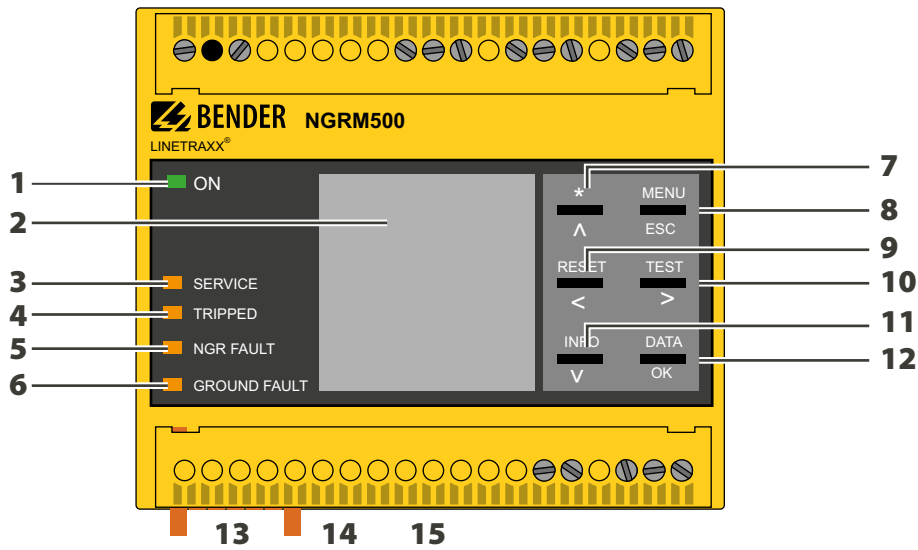 BENDER NGRM500
LINETRAXX®
1 ON
2
3 SERVICE
4 TRIPPED
5 NGR FAULT
6 GROUND FAULT
* MENU 7
^ ESC 8
RESET TEST 9
< > 10
INFO DATA 11
v OK 12
13 14 15